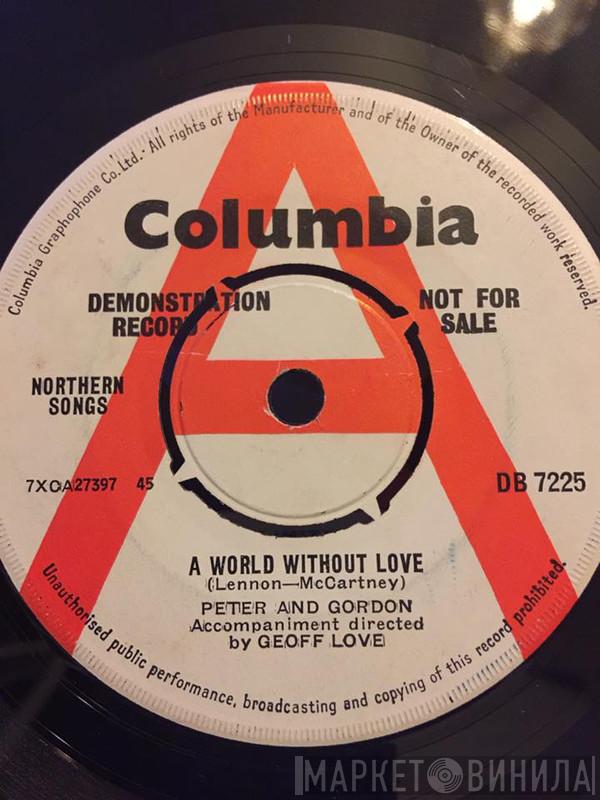 Columbia Graphophone Co. Ltd. · All rights of the Manufacturer and of the Owner of the recorded work reserved.
Columbia
DEMONSTRATION
RECORD
NOT FOR
SALE
NORTHERN
SONGS
7XCA27397 45
DB 7225
A WORLD WITHOUT LOVE
(Lennon—McCartney)
PETER AND GORDON
Accompaniment directed
by GEOFF LOVE
Unauthorised public performance, broadcasting and copying of this record prohibited.
МАРКЕТ ВИНИЛА